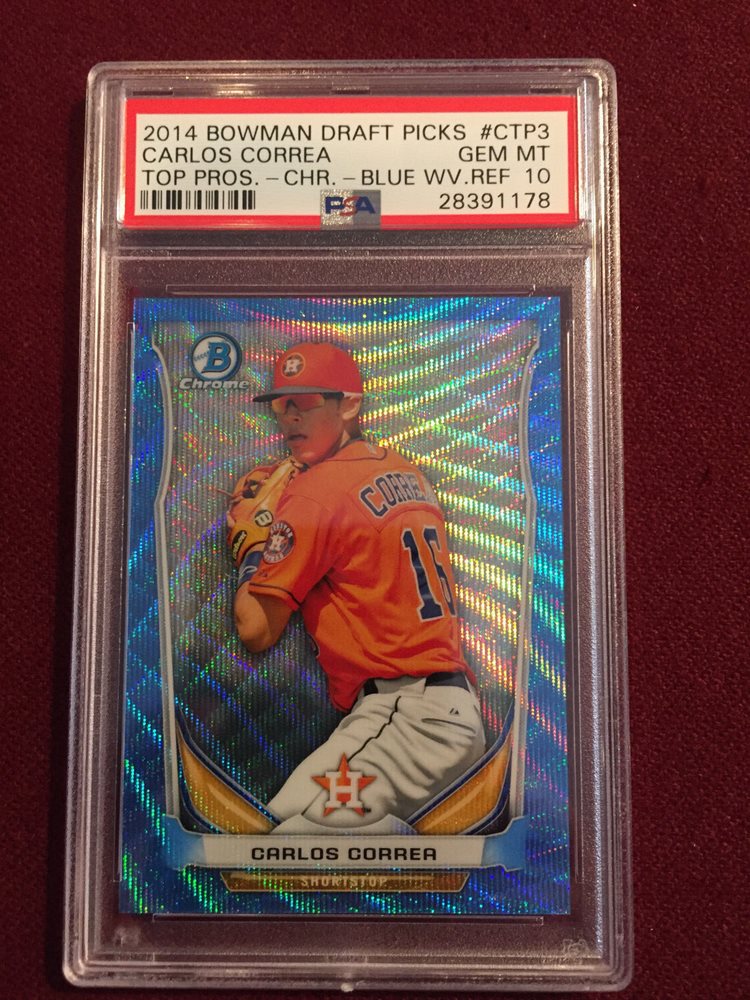 2014 BOWMAN DRAFT PICKS #CTP3
CARLOS CORREA GEM MT
TOP PROS.-CHR.-BLUE WV.REF 10
PSA 28391178
B
Chrome
H
CORREA
16
H
CARLOS CORREA
SHORTSTOP